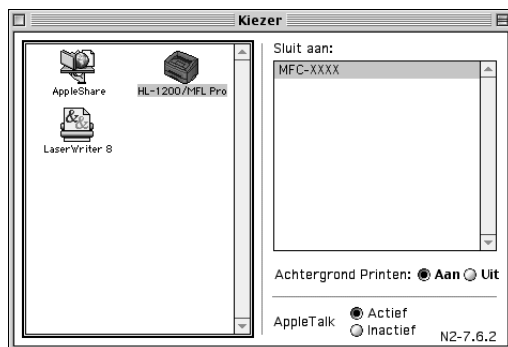 Kiezer
AppleShare
HL-1200/MFL Pro
LaserWriter 8
Sluit aan:
MFC-XXXX
Achtergrond Printen: Aan Uit
AppleTalk
Actief
Inactief
N2-7.6.2